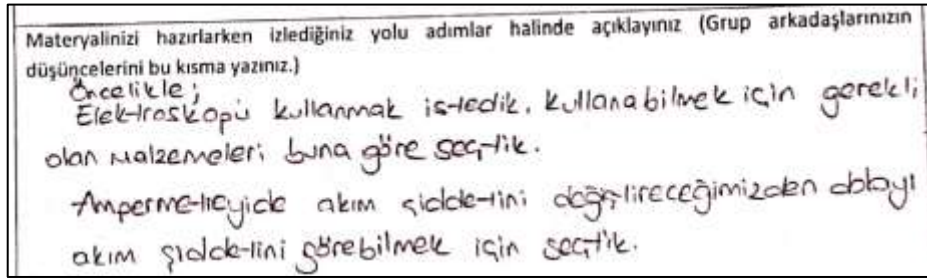 Materyalinizi hazırlarken izlediğiniz yolu adımlar halinde açıklayınız (Grup arkadaşlarınızın
düşüncelerini bu kısma yazınız.)
Öncelikle;
Elektroskopu kullanmak istedik. kullanabilmek için gerekli
olan malzemeleri buna göre seçtik.
Ampermetreyide akım şiddetini değiştireceğimizden dolayı
akım şiddetini görebilmek için seçtik.